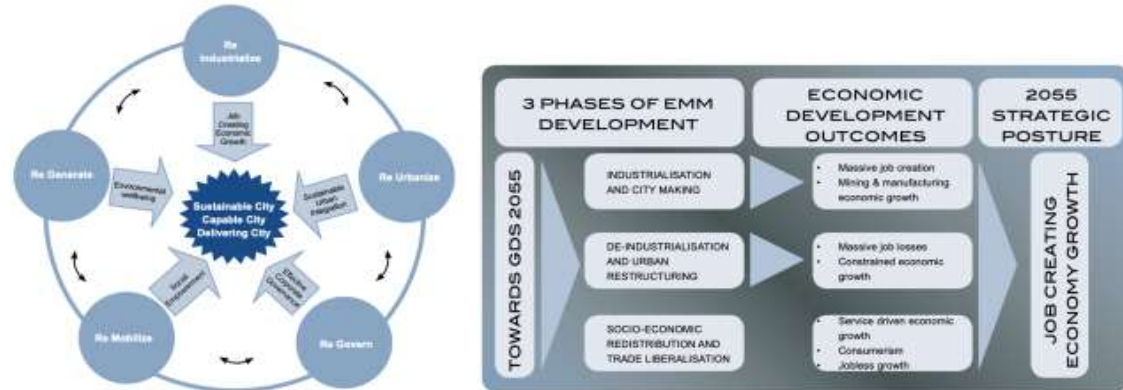 Re
Industrialize
Job
Creating
Economic
Growth
Re Generate
Environmental
wellbeing
Re Urbanize
Sustainable
Urban
Integration
Sustainable City
Capable City
Delivering City
Social
Empowerment
Effective
Corporate
Governance
Re Mobilize
Re Govern
3 PHASES OF EMM
DEVELOPMENT
ECONOMIC
DEVELOPMENT
OUTCOMES
2055
STRATEGIC
POSTURE
TOWARDS GDS 2055
INDUSTRIALISATION
AND CITY MAKING
• Massive job creation
• Mining & manufacturing
economic growth
DE-INDUSTRIALISATION
AND URBAN
RESTRUCTURING
• Massive job losses
• Constrained economic
growth
SOCIO-ECONOMIC
REDISTRIBUTION AND
TRADE LIBERALISATION
• Service driven economic
growth
• Consumerism
• Jobless growth
JOB CREATING
ECONOMY GROWTH